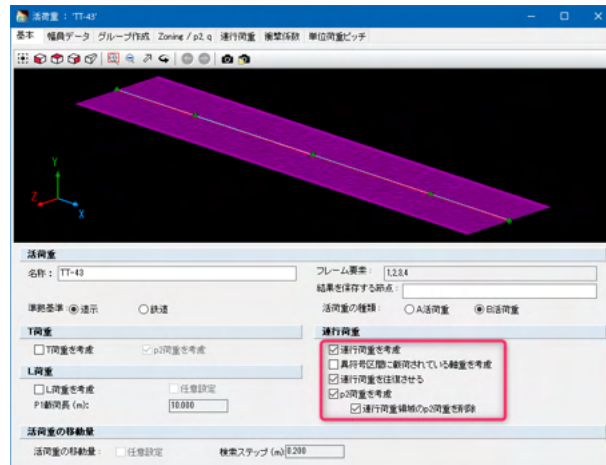 活荷重 : 'TT-43'
基本 幅員データ グループ作成 Zoning / p2, q 連行荷重 衝撃係数 単位荷重ピッチ
Y
Z
X
活荷重
名称： TT-43
フレーム要素： 1,2,3,4
結果を保存する節点：
準拠基準： 道示 鉄道
活荷重の種類： A活荷重 B活荷重
T荷重
連行荷重
T荷重を考慮 p2荷重を考慮
連行荷重を考慮
異符号区間に載荷されている軸重を考慮
連行荷重を往復させる
p2荷重を考慮
連行荷重領域のp2荷重を削除
L荷重
L荷重を考慮 任意設定
P1載荷長 (m): 10.000
活荷重の移動量
活荷重の移動量： 任意設定 検索ステップ (m) 0.200